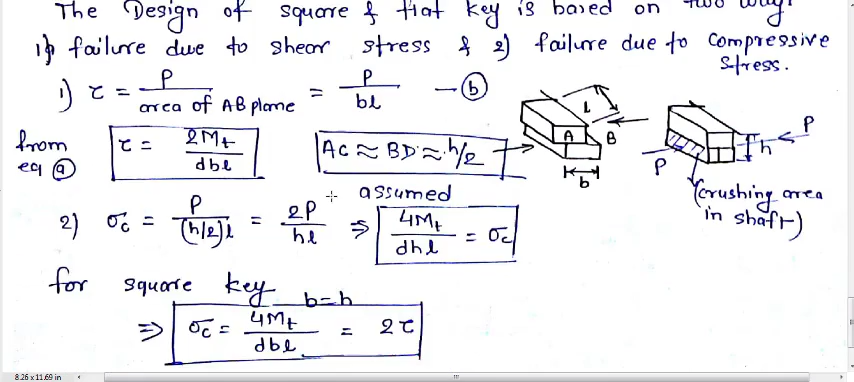 The Design of square & flat key is based on two ways
1) failure due to shear stress & 2) failure due to compressive stress.
1) τ = P / area of AB plane = P / bl — (b)
from eq (a) τ = 2Mt / dbl
AC ≈ BD ≈ h/2
assumed
A B l b
P P h
(crushing area in shaft)
2) σc = P / (h/2)l = 2P / hl ⇒ 4Mt / dhl = σc
for square key b=h
⇒ σc = 4Mt / dbl = 2τ
8.26 x 11.69 in